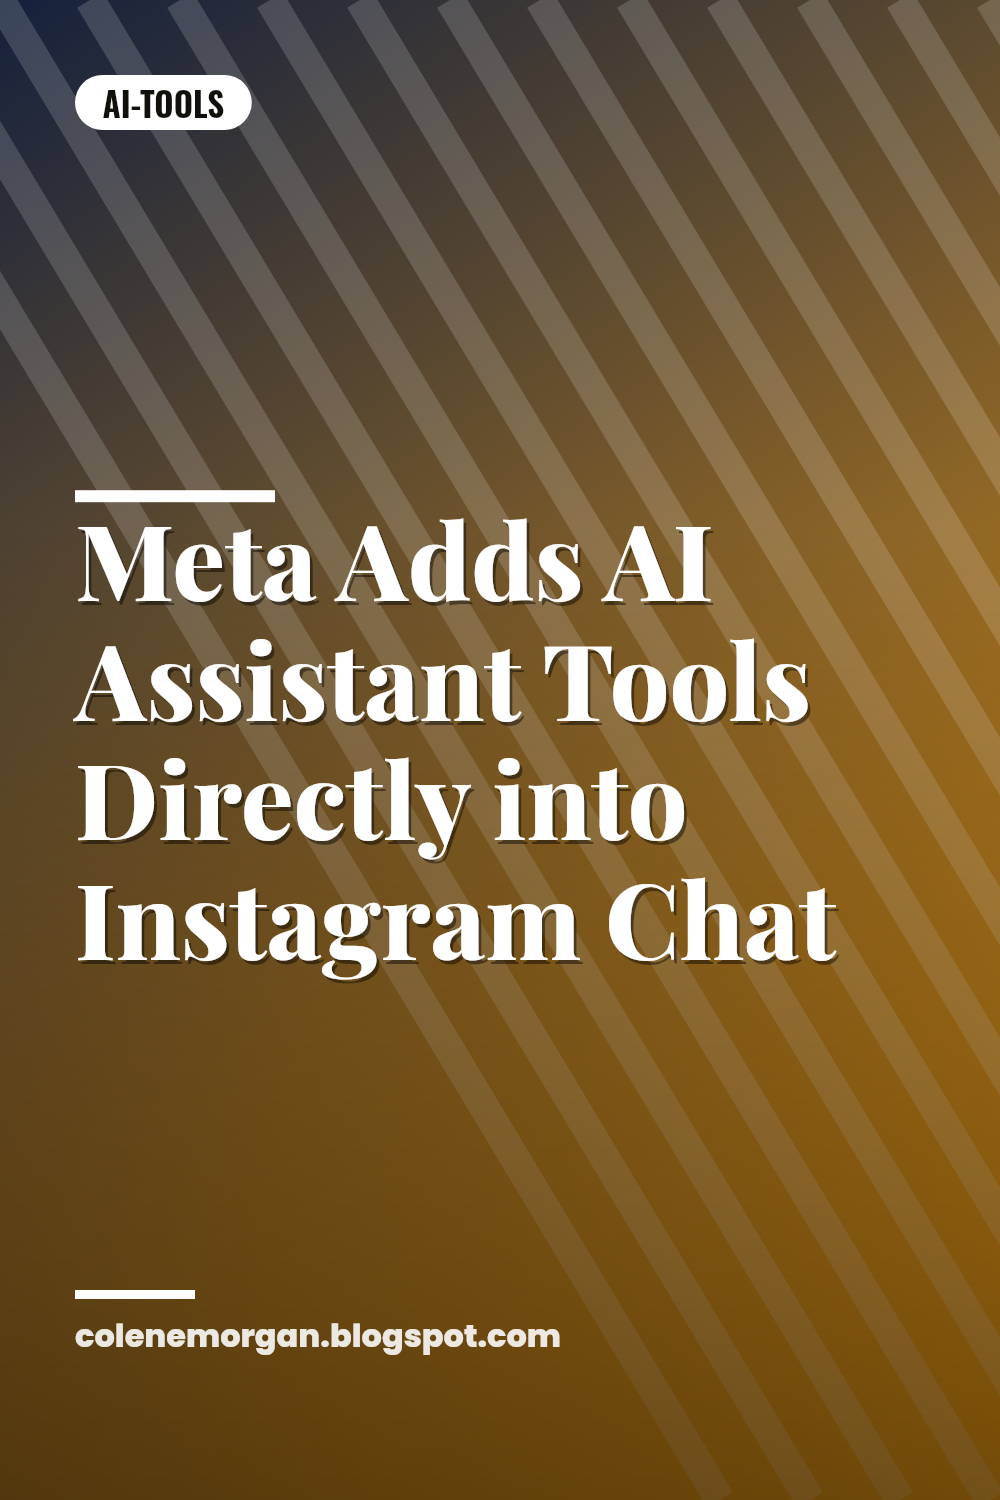 AI-TOOLS
Meta Adds AI
Assistant Tools
Directly into
Instagram Chat
colenemorgan.blogspot.com